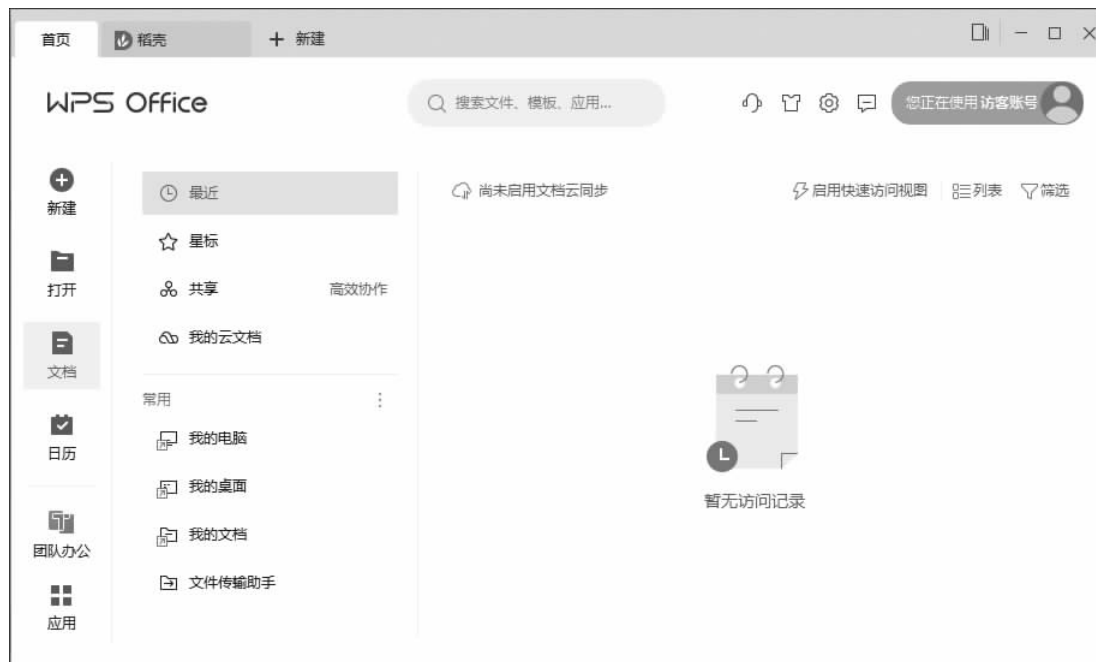 首页
稻壳
新建
WPS Office
搜索文件、模板、应用...
您正在使用 访客账号
新建
打开
文档
日历
团队办公
应用
最近
星标
共享 高效协作
我的云文档
常用
我的电脑
我的桌面
我的文档
文件传输助手
尚未启用文档云同步
启用快速访问视图
列表
筛选
暂无访问记录